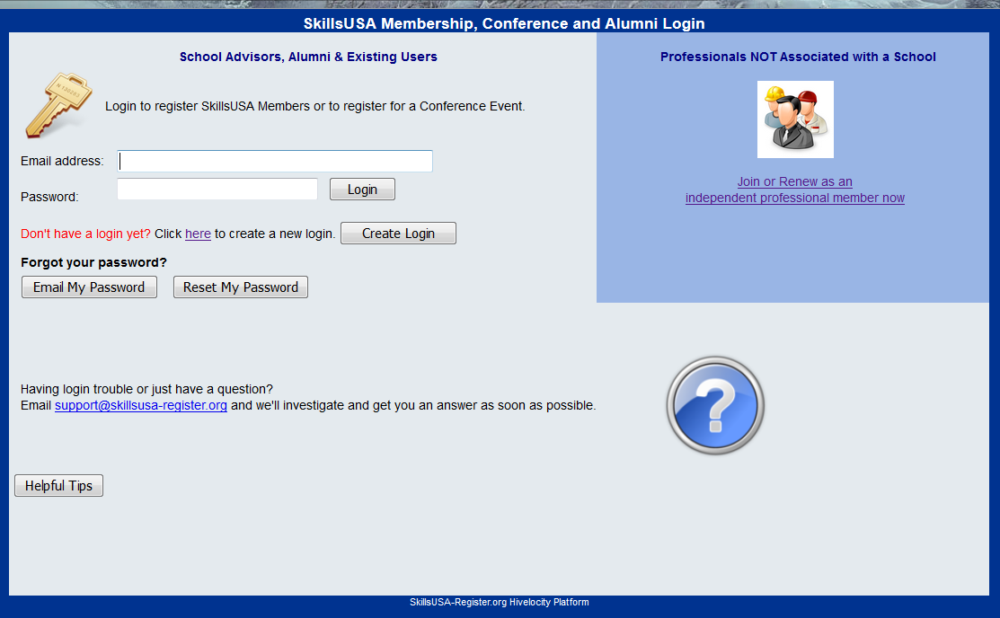 SkillsUSA Membership, Conference and Alumni Login
School Advisors, Alumni & Existing Users
Login to register SkillsUSA Members or to register for a Conference Event.
Email address:
Password:
Login
Don't have a login yet? Click here to create a new login.
Create Login
Forgot your password?
Email My Password
Reset My Password
Professionals NOT Associated with a School
Join or Renew as an
independent professional member now
Having login trouble or just have a question?
Email support@skillsusa-register.org and we'll investigate and get you an answer as soon as possible.
?
Helpful Tips
SkillsUSA-Register.org Hivelocity Platform